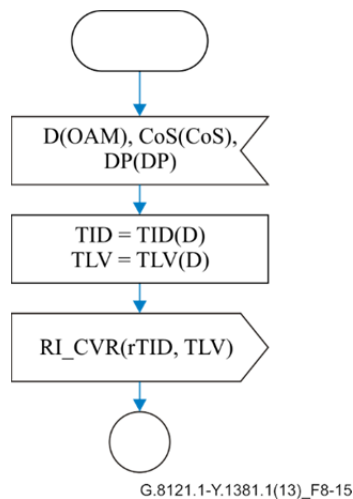 D(OAM), CoS(CoS),
DP(DP)
TID = TID(D)
TLV = TLV(D)
RI_CVR(rTID, TLV)
G.8121.1-Y.1381.1(13)_F8-15